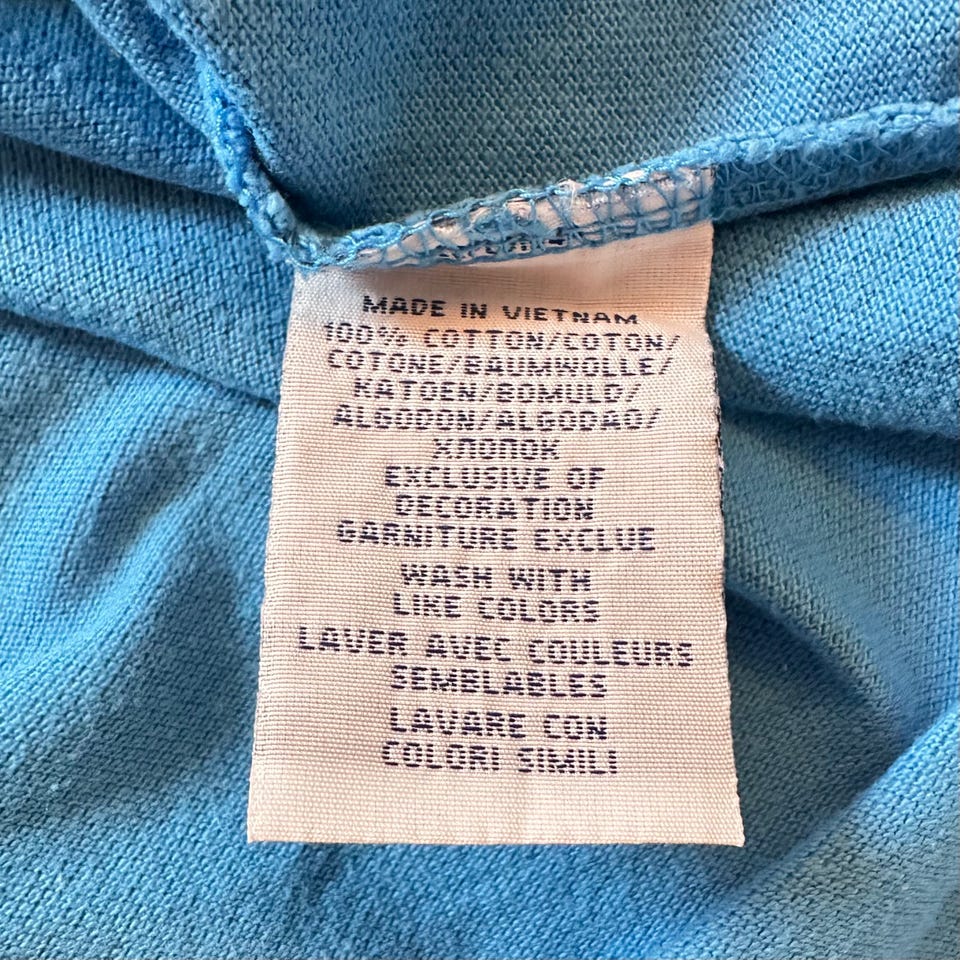 MADE IN VIETNAM
100% COTTON/COTON/
COTONE/BAUMWOLLE/
KATOEN/BOMULD/
ALGODON/ALGODAO/
ХЛОПОК
EXCLUSIVE OF
DECORATION
GARNITURE EXCLUE
WASH WITH
LIKE COLORS
LAVER AVEC COULEURS
SEMBLABLES
LAVARE CON
COLORI SIMILI